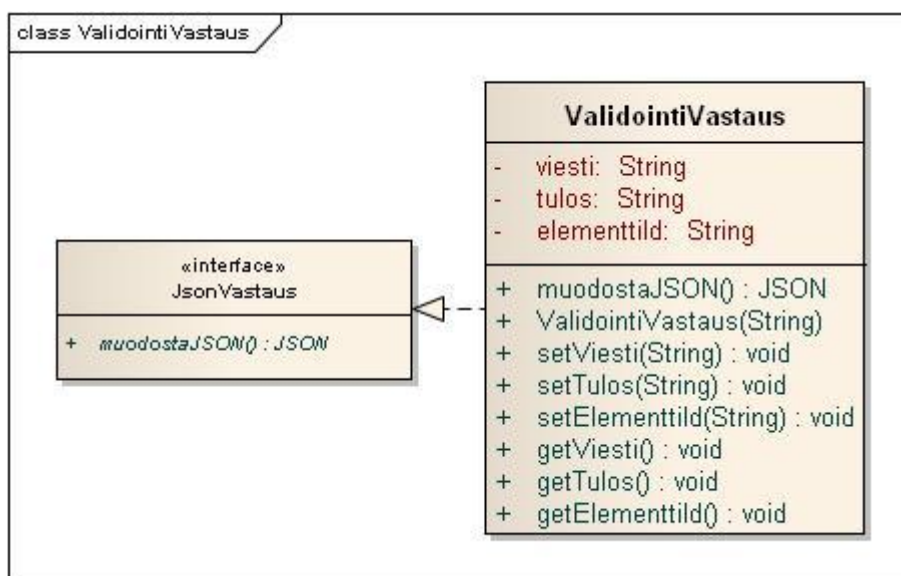 class ValidointiVastaus
«interface»
JsonVastaus
+ muodostaJSON() : JSON
ValidointiVastaus
- viesti: String
- tulos: String
- elementtiId: String
+ muodostaJSON() : JSON
+ ValidointiVastaus(String)
+ setViesti(String) : void
+ setTulos(String) : void
+ setElementtiId(String) : void
+ getViesti() : void
+ getTulos() : void
+ getElementtiId() : void